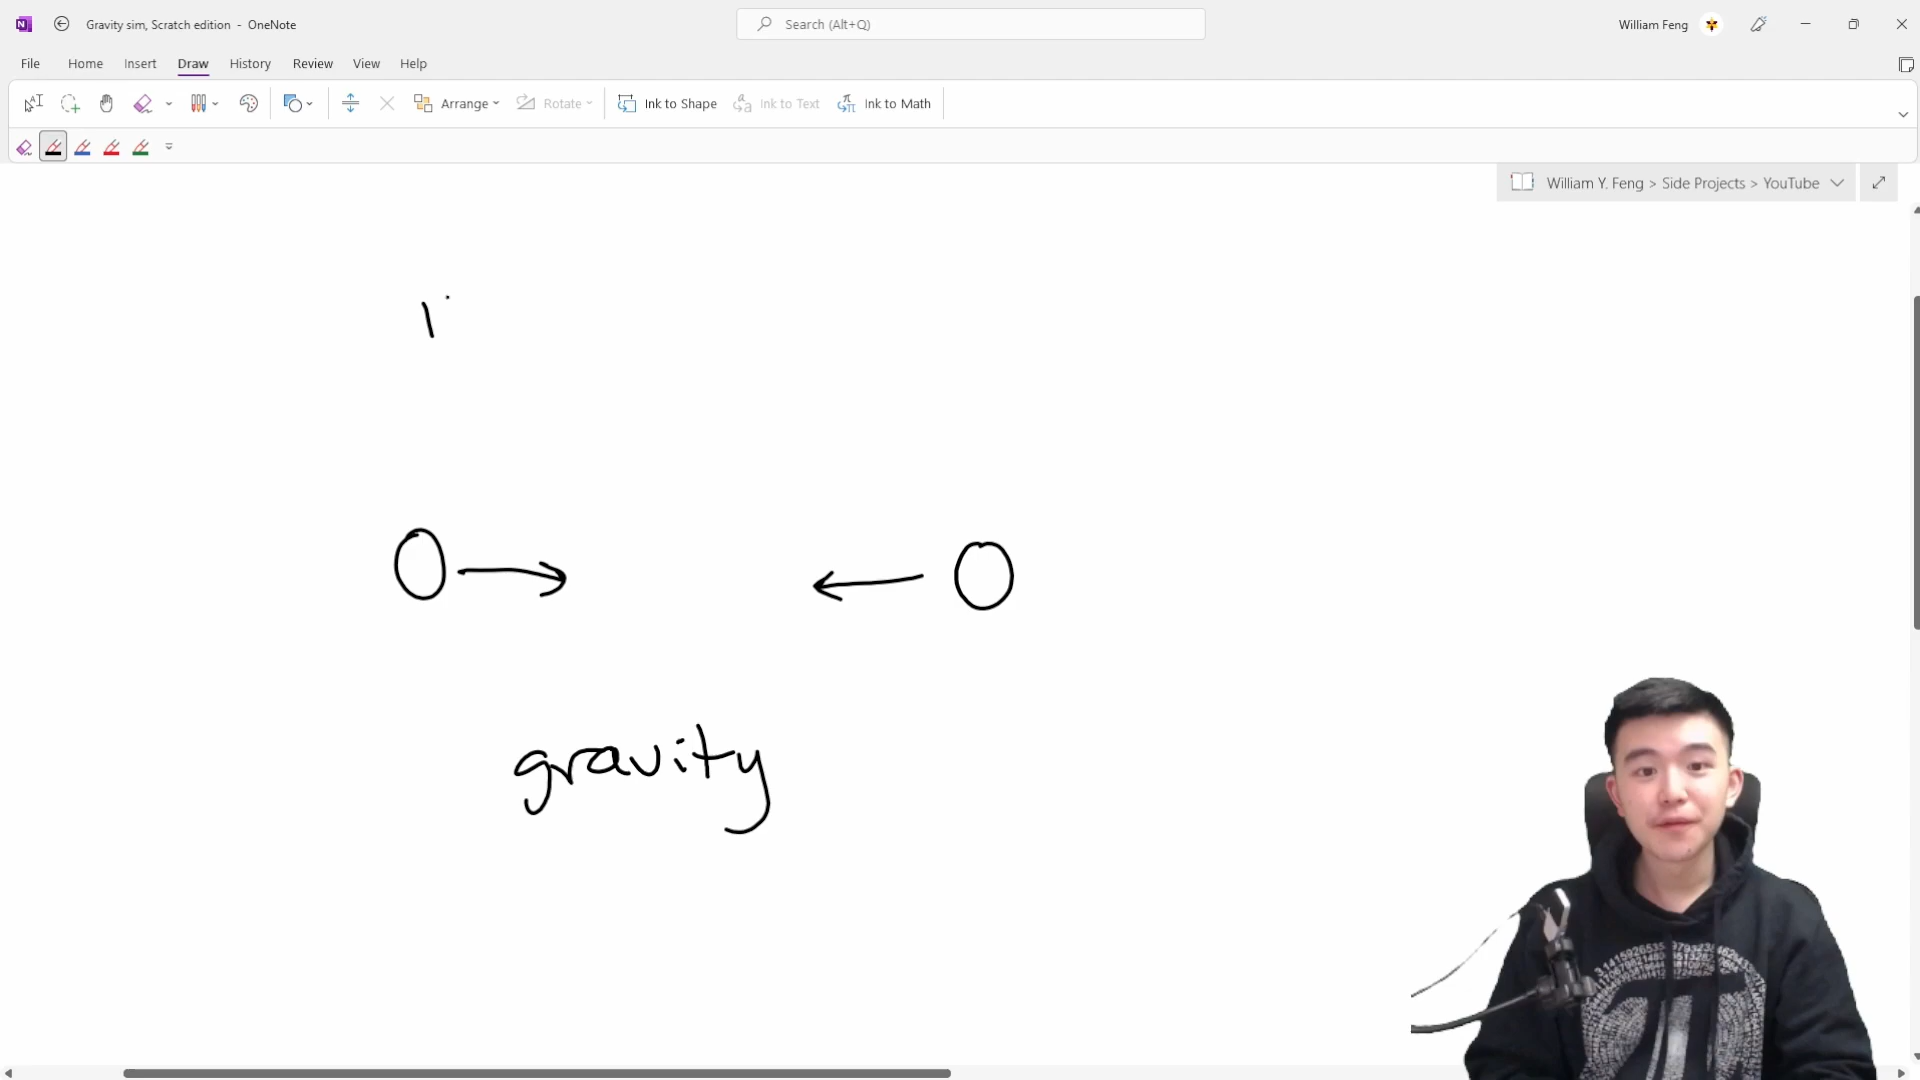 Gravity sim, Scratch edition - OneNote
Search (Alt+Q)
William Feng
File Home Insert Draw History Review View Help
Arrange Rotate Ink to Shape Ink to Text Ink to Math
William Y. Feng > Side Projects > YouTube
gravity